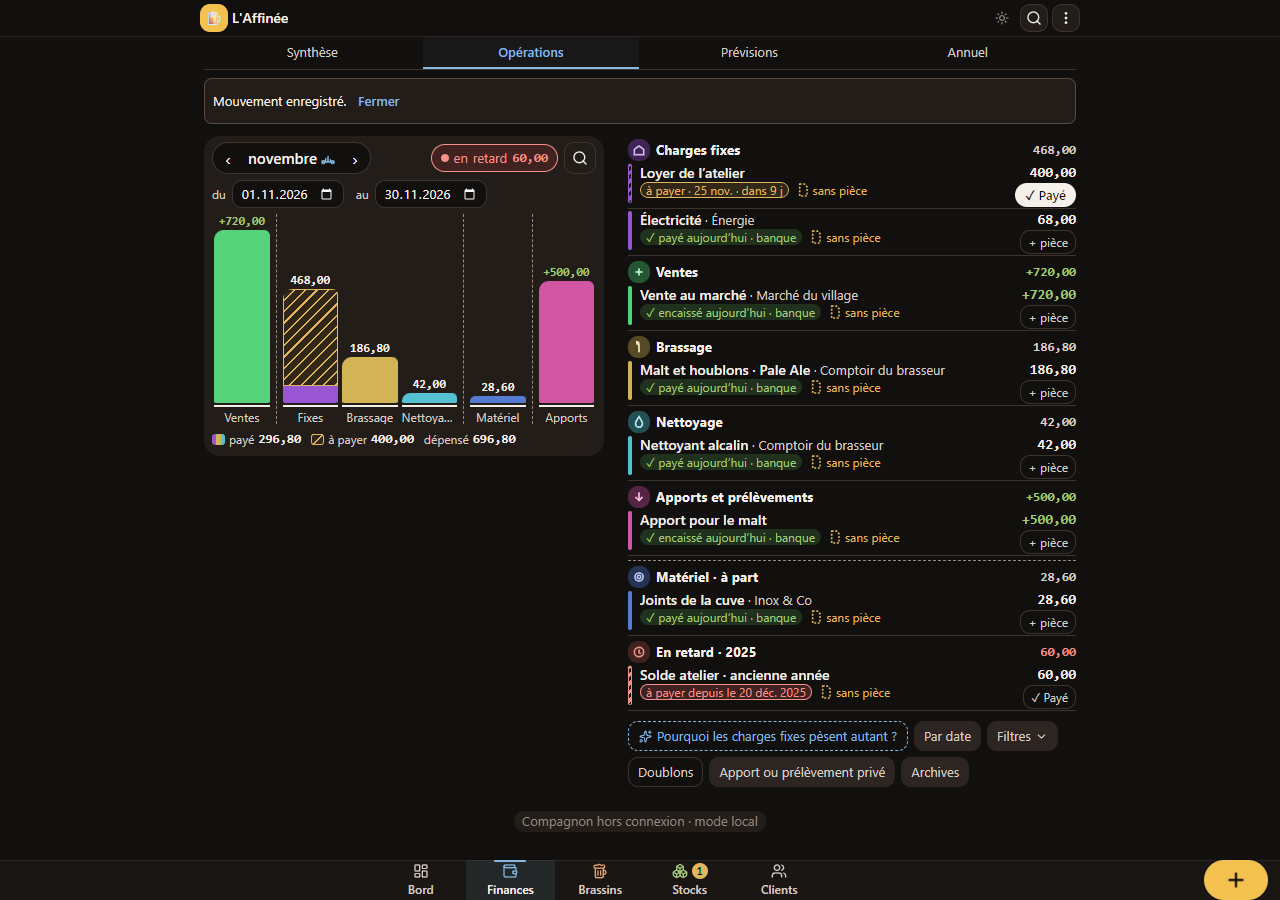 L'Affinée
Synthèse
Opérations
Prévisions
Annuel
Mouvement enregistré. Fermer
‹ novembre ›
en retard 60,00
du 01.11.2026 au 30.11.2026
+720,00
468,00
186,80
42,00
28,60
+500,00
Ventes
Fixes
Brassage
Nettoya...
Matériel
Apports
payé 296,80 à payer 400,00 dépensé 696,80
Charges fixes 468,00
Loyer de l’atelier 400,00
à payer · 25 nov. · dans 9 j sans pièce ✓ Payé
Électricité · Énergie 68,00
✓ payé aujourd’hui · banque sans pièce + pièce
Ventes +720,00
Vente au marché · Marché du village +720,00
✓ encaissé aujourd’hui · banque sans pièce + pièce
Brassage 186,80
Malt et houblons · Pale Ale · Comptoir du brasseur 186,80
✓ payé aujourd’hui · banque sans pièce + pièce
Nettoyage 42,00
Nettoyant alcalin · Comptoir du brasseur 42,00
✓ payé aujourd’hui · banque sans pièce + pièce
Apports et prélèvements +500,00
Apport pour le malt +500,00
✓ encaissé aujourd’hui · banque sans pièce + pièce
Matériel · à part 28,60
Joints de la cuve · Inox & Co 28,60
✓ payé aujourd’hui · banque sans pièce + pièce
En retard · 2025 60,00
Solde atelier · ancienne année 60,00
à payer depuis le 20 déc. 2025 sans pièce ✓ Payé
Pourquoi les charges fixes pèsent autant ? Par date Filtres
Doublons Apport ou prélèvement privé Archives
Compagnon hors connexion · mode local
Bord
Finances
Brassins
1
Stocks
Clients
+